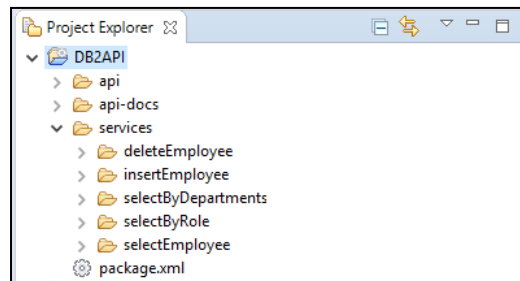 Project Explorer
DB2API
api
api-docs
services
deleteEmployee
insertEmployee
selectByDepartments
selectByRole
selectEmployee
package.xml